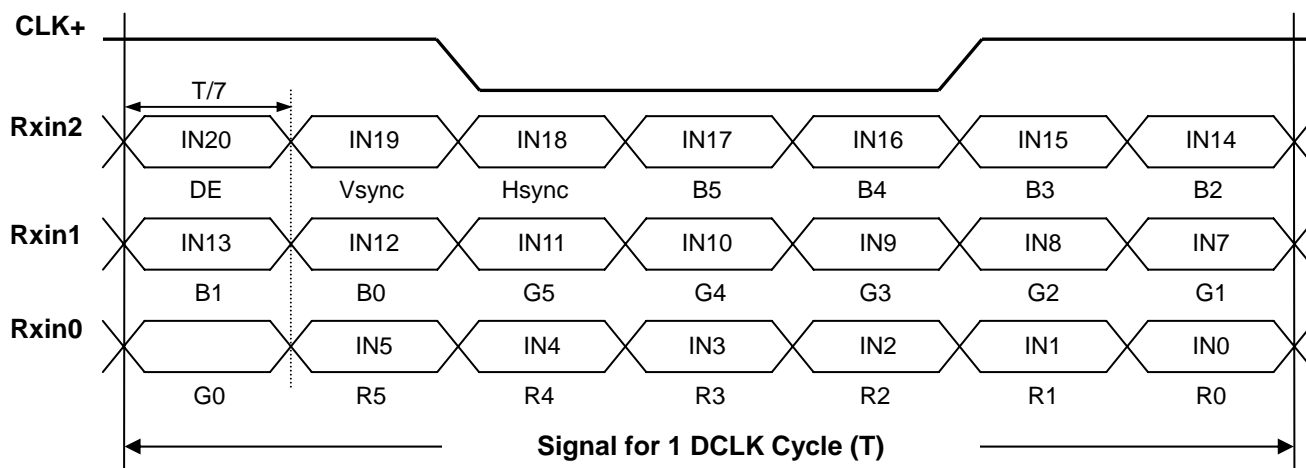 CLK+
T/7
Rxin2 IN20 IN19 IN18 IN17 IN16 IN15 IN14
DE Vsync Hsync B5 B4 B3 B2
Rxin1 IN13 IN12 IN11 IN10 IN9 IN8 IN7
B1 B0 G5 G4 G3 G2 G1
Rxin0 IN5 IN4 IN3 IN2 IN1 IN0
G0 R5 R4 R3 R2 R1 R0
Signal for 1 DCLK Cycle (T)